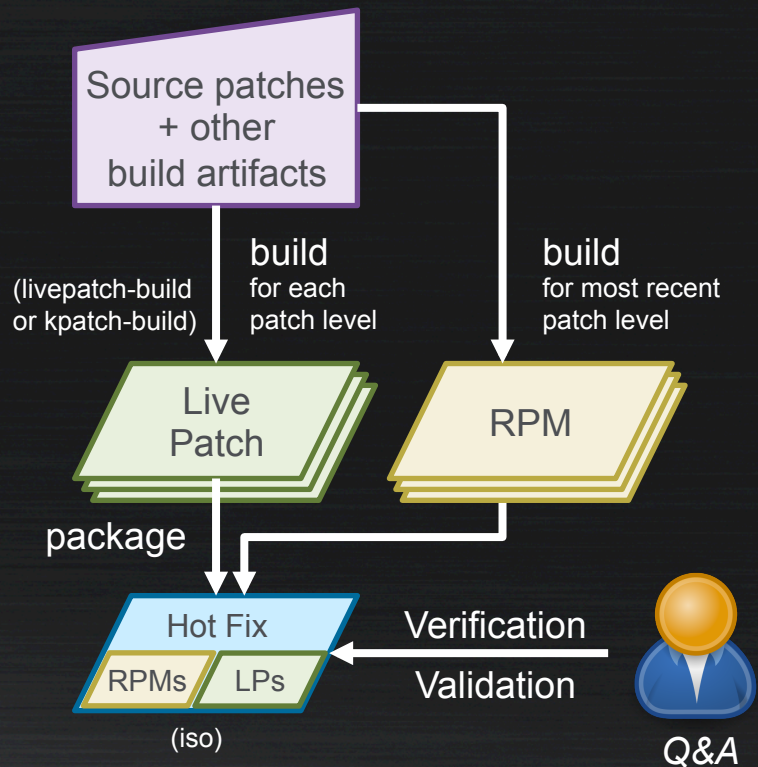 Source patches
+ other
build artifacts
(livepatch-build
or kpatch-build)
build
for each
patch level
build
for most recent
patch level
Live
Patch
RPM
package
Hot Fix
RPMs
LPs
(iso)
Verification
Validation
Q&A